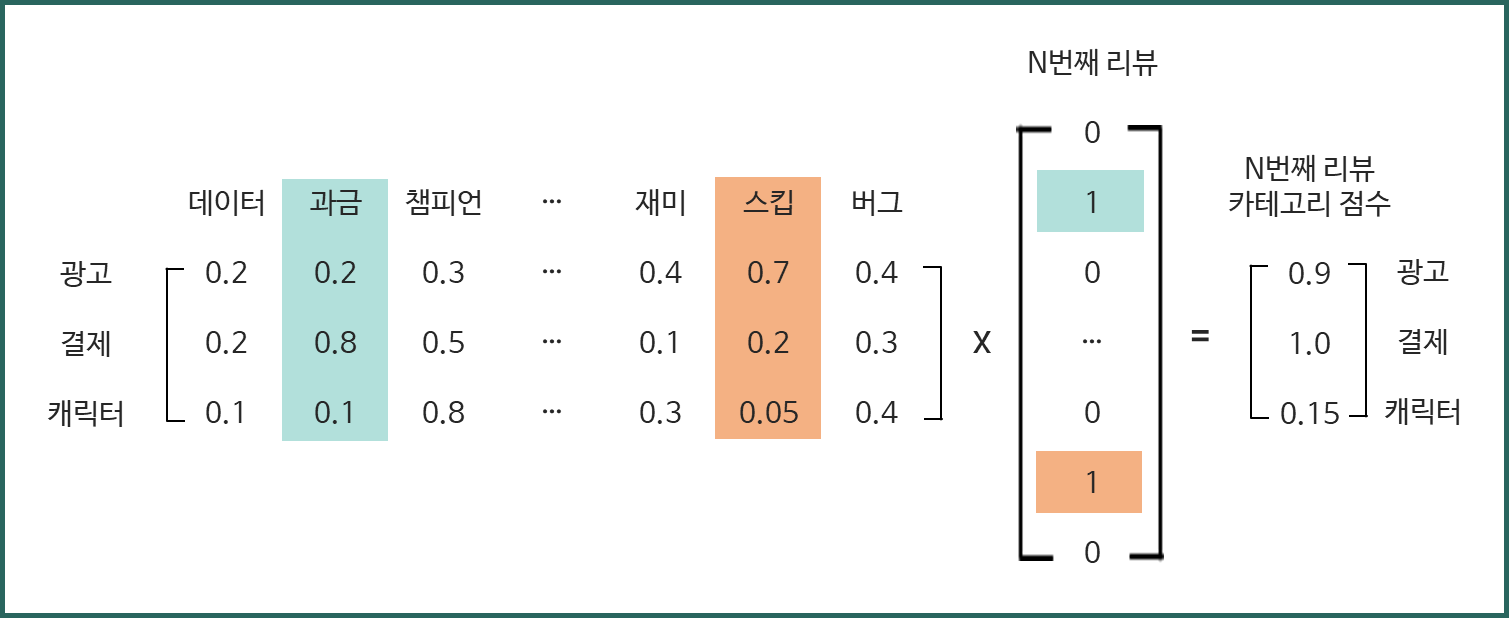 N번째 리뷰
0
N번째 리뷰
데이터 과금 챔피언 ··· 재미 스킵 버그 1 카테고리 점수
광고 0.2 0.2 0.3 ··· 0.4 0.7 0.4 0 0.9 광고
결제 0.2 0.8 0.5 ··· 0.1 0.2 0.3 x ··· = 1.0 결제
캐릭터 0.1 0.1 0.8 ··· 0.3 0.05 0.4 0 0.15 캐릭터
1
0